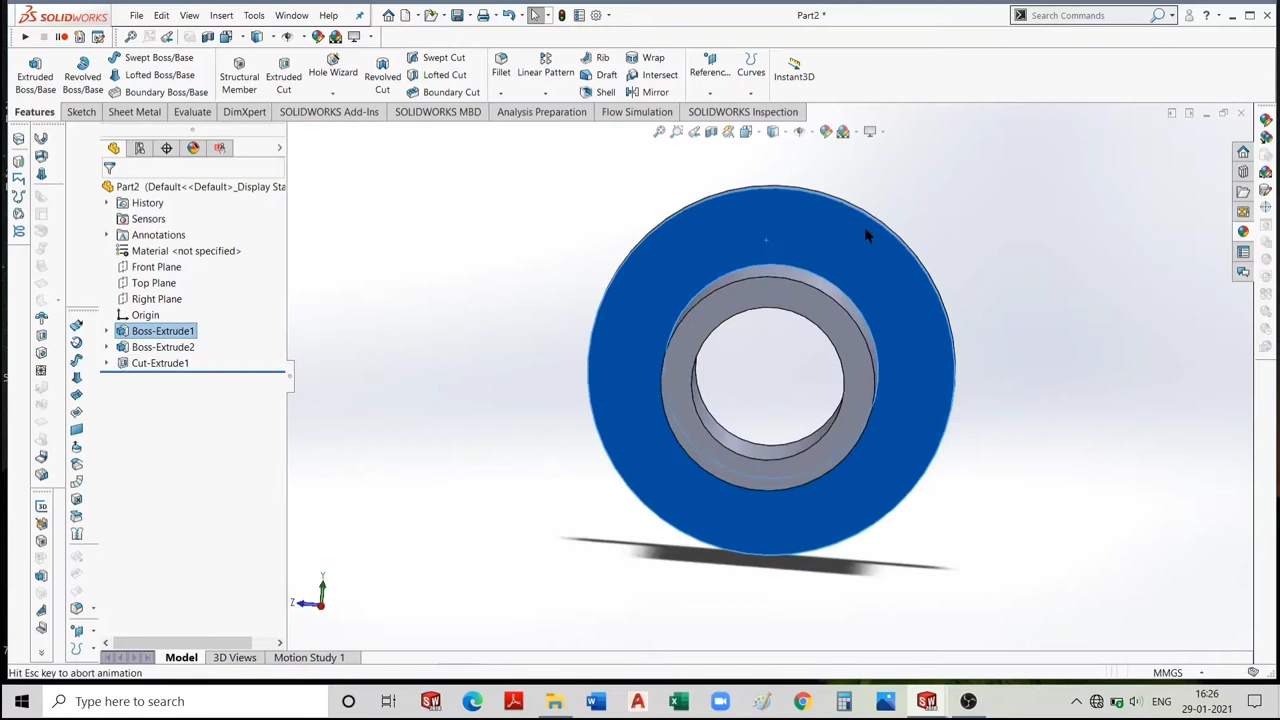 SOLIDWORKS
File Edit View Insert Tools Window Help
Part2 *
Search Commands
Extruded Boss/Base
Revolved Boss/Base
Swept Boss/Base
Lofted Boss/Base
Boundary Boss/Base
Structural Member
Extruded Cut
Hole Wizard
Revolved Cut
Swept Cut
Lofted Cut
Boundary Cut
Fillet
Linear Pattern
Rib
Draft
Shell
Wrap
Intersect
Mirror
Referenc...
Curves
Instant3D
Features Sketch Sheet Metal Evaluate DimXpert SOLIDWORKS Add-Ins SOLIDWORKS MBD Analysis Preparation Flow Simulation SOLIDWORKS Inspection
Part2 (Default<<Default>_Display Sta
History
Sensors
Annotations
Material <not specified>
Front Plane
Top Plane
Right Plane
Origin
Boss-Extrude1
Boss-Extrude2
Cut-Extrude1
3D
Y
Z
Model 3D Views Motion Study 1
Hit Esc key to abort animation
MMGS
Type here to search
ENG
16:26
29-01-2021